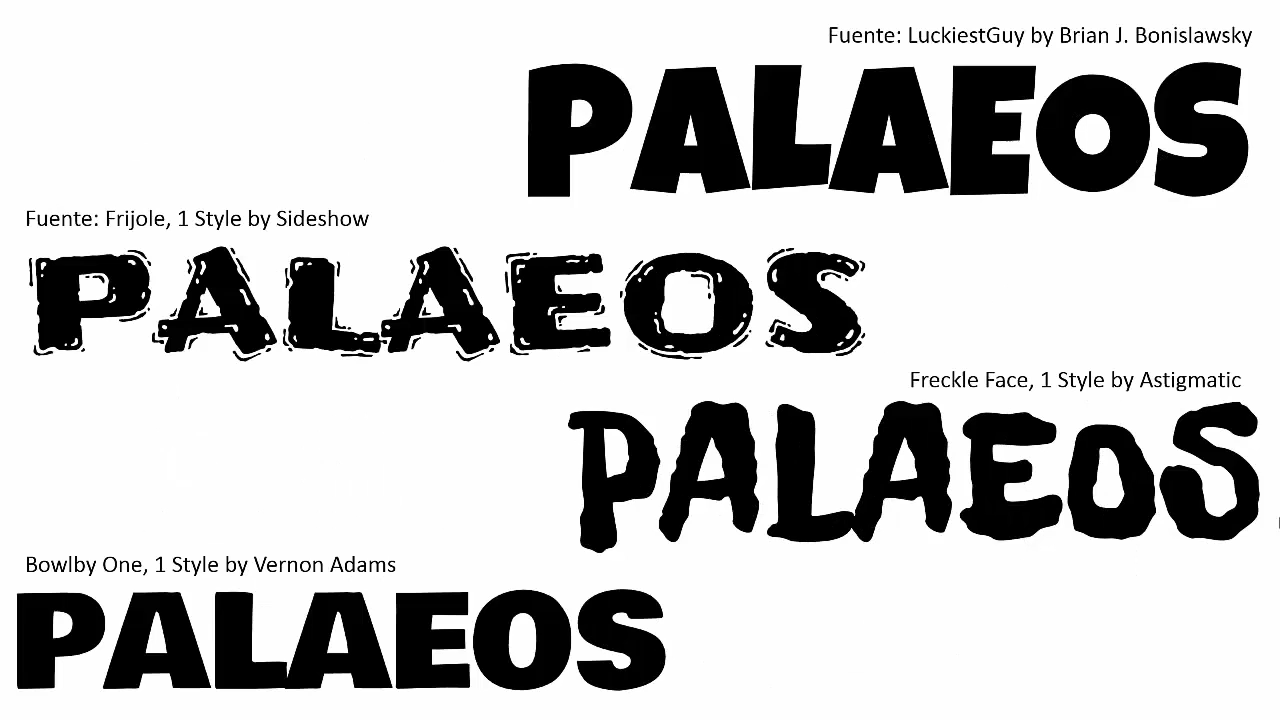 Fuente: LuckiestGuy by Brian J. Bonislawsky
PALAEOS
Fuente: Frijole, 1 Style by Sideshow
PALAEOS
Freckle Face, 1 Style by Astigmatic
PALAEOS
Bowlby One, 1 Style by Vernon Adams
PALAEOS